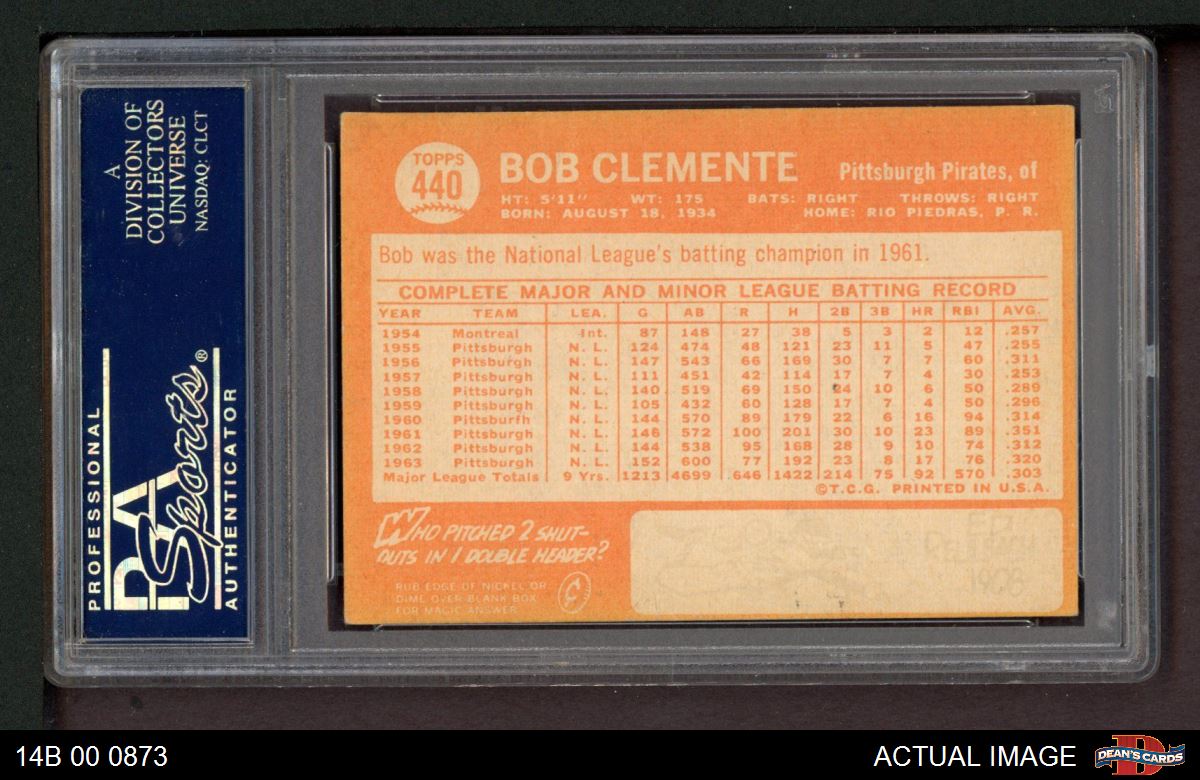 A
DIVISION OF
COLLECTORS
UNIVERSE
NASDAQ: CLCT
PROFESSIONAL
PSA
Sports®
AUTHENTICATOR
TOPPS
440
BOB CLEMENTE
Pittsburgh Pirates, of
HT: 5'11" WT: 175 BATS: RIGHT THROWS: RIGHT
BORN: AUGUST 18, 1934 HOME: RIO PIEDRAS, P. R.
Bob was the National League's batting champion in 1961.
COMPLETE MAJOR AND MINOR LEAGUE BATTING RECORD
YEAR TEAM LEA. G AB R H 2B 3B HR RBI AVG.
1954 Montreal Int. 87 148 27 38 5 3 2 12 .257
1955 Pittsburgh N. L. 124 474 48 121 23 11 5 47 .255
1956 Pittsburgh N. L. 147 543 66 169 30 7 7 60 .311
1957 Pittsburgh N. L. 111 451 42 114 17 7 4 30 .253
1958 Pittsburgh N. L. 140 519 69 150 24 10 6 50 .289
1959 Pittsburgh N. L. 105 432 60 128 17 7 4 50 .296
1960 Pittsburfh N. L. 144 570 89 179 22 6 16 94 .314
1961 Pittsburgh N. L. 146 572 100 201 30 10 23 89 .351
1962 Pittsburgh N. L. 144 538 95 168 28 9 10 74 .312
1963 Pittsburgh N. L. 152 600 77 192 23 8 17 76 .320
Major League Totals 9 Yrs. 1213 4699 646 1422 214 75 92 570 .303
©T.C.G. PRINTED IN U.S.A.
WHO PITCHED 2 SHUT-
OUTS IN 1 DOUBLE HEADER?
RUB EDGE OF NICKEL OR
DIME OVER BLANK BOX
FOR MAGIC ANSWER
14B 00 0873
ACTUAL IMAGE
DEAN'S CARDS